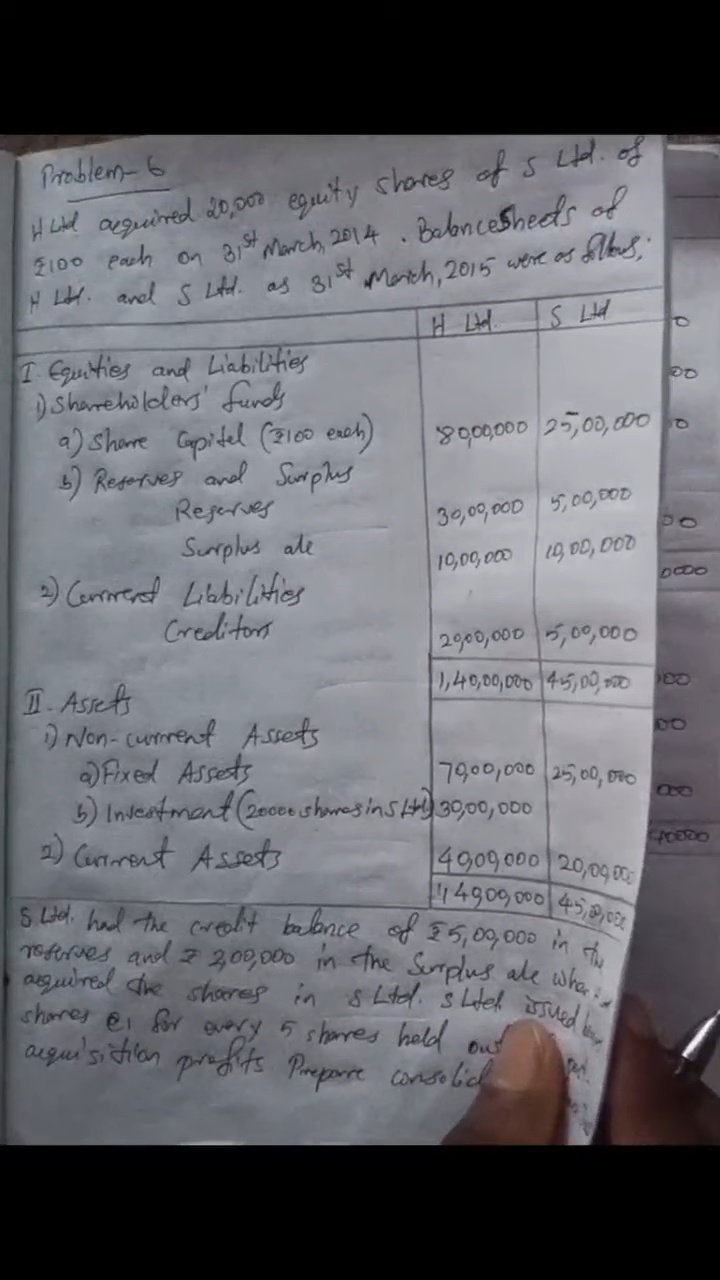 Problem-6
H Ltd acquired 20,000 equity shares of S Ltd. of
₹100 each on 31st March, 2014. Balancesheets of
H Ltd. and S Ltd. as 31st March, 2015 were as follows;
H Ltd. S Ltd
I. Equities and Liabilities
1) Shareholders' funds
a) Share Capital (₹100 each) 80,00,000 25,00,000
b) Reserves and Surplus
Reserves 30,00,000 5,00,000
Surplus a/c 10,00,000 10,00,000
2) Current Liabilities
Creditors 20,00,000 5,00,000
1,40,00,000 45,00,000
II. Assets
1) Non-current Assets
a) Fixed Assets 70,00,000 25,00,000
b) Investment (20000 shares in S Ltd) 30,00,000
2) Current Assets 40,00,000 20,00,000
1,40,00,000 45,00,000
S Ltd. had the credit balance of ₹5,00,000 in the
reserves and ₹ 2,00,000 in the Surplus a/c when
acquired the shares in S Ltd. S Ltd. issued
shares @1 for every 5 shares held
acquisition profits Prepare